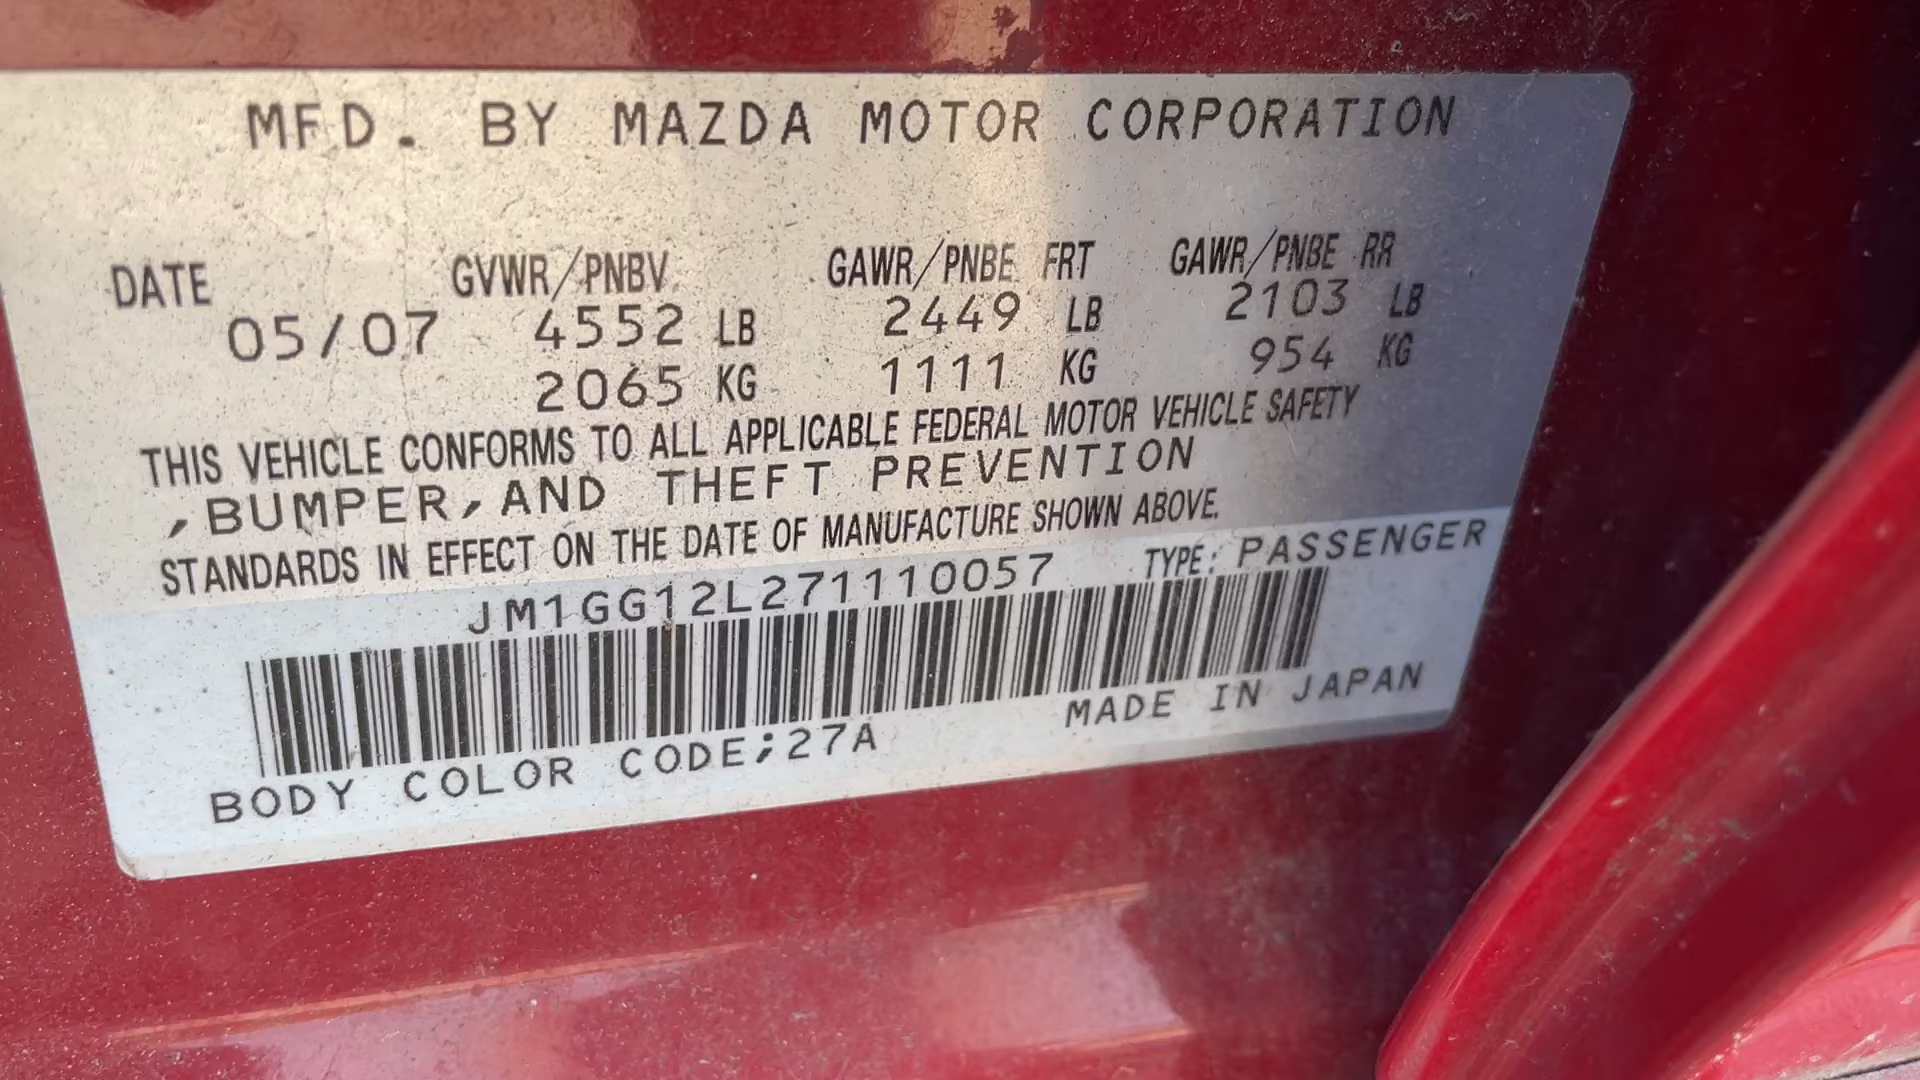 MFD. BY MAZDA MOTOR CORPORATION
DATE GVWR/PNBV GAWR/PNBE FRT GAWR/PNBE RR
05/07 4552 LB 2449 LB 2103 LB
2065 KG 1111 KG 954 KG
THIS VEHICLE CONFORMS TO ALL APPLICABLE FEDERAL MOTOR VEHICLE SAFETY
,BUMPER,AND THEFT PREVENTION
STANDARDS IN EFFECT ON THE DATE OF MANUFACTURE SHOWN ABOVE.
JM1GG12L271110057 TYPE: PASSENGER
MADE IN JAPAN
BODY COLOR CODE;27A